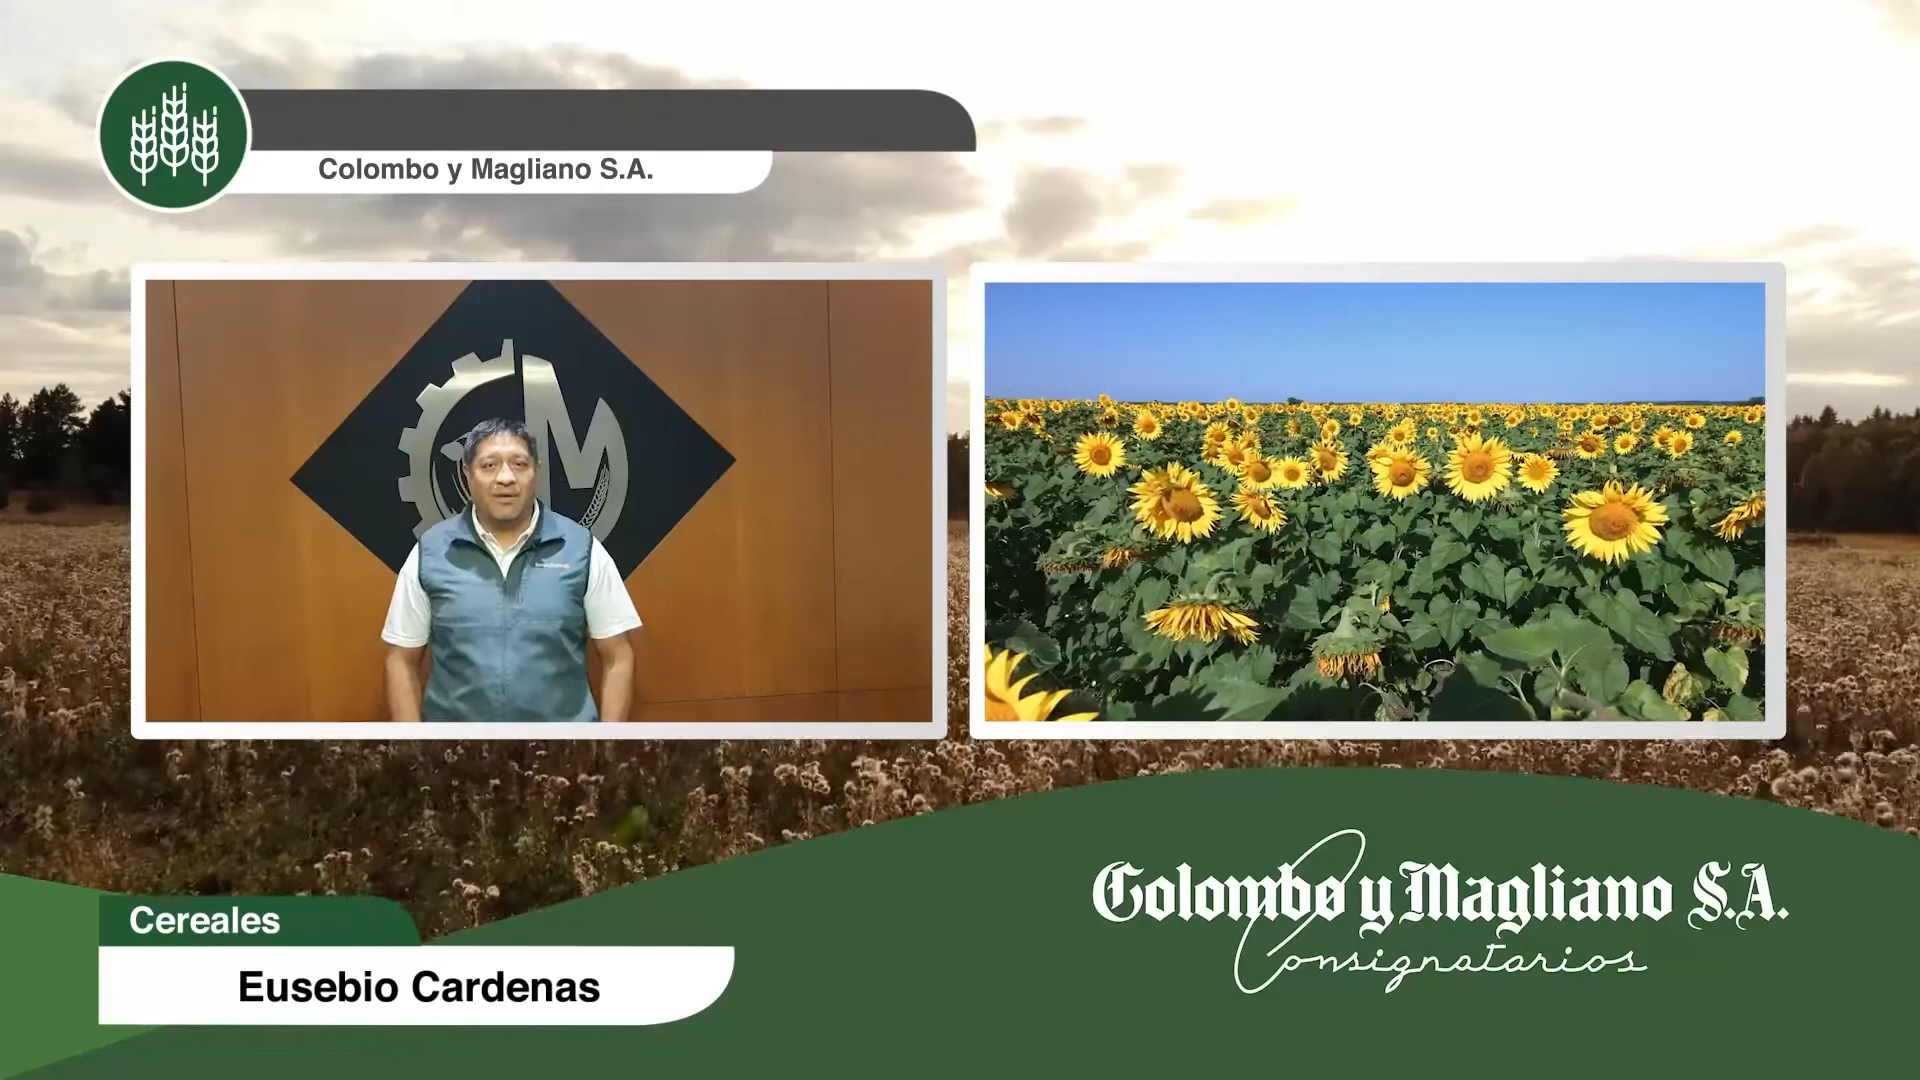 Colombo y Magliano S.A.
Colombo y Magliano S.A.
Consignatarios
Cereales
Eusebio Cardenas